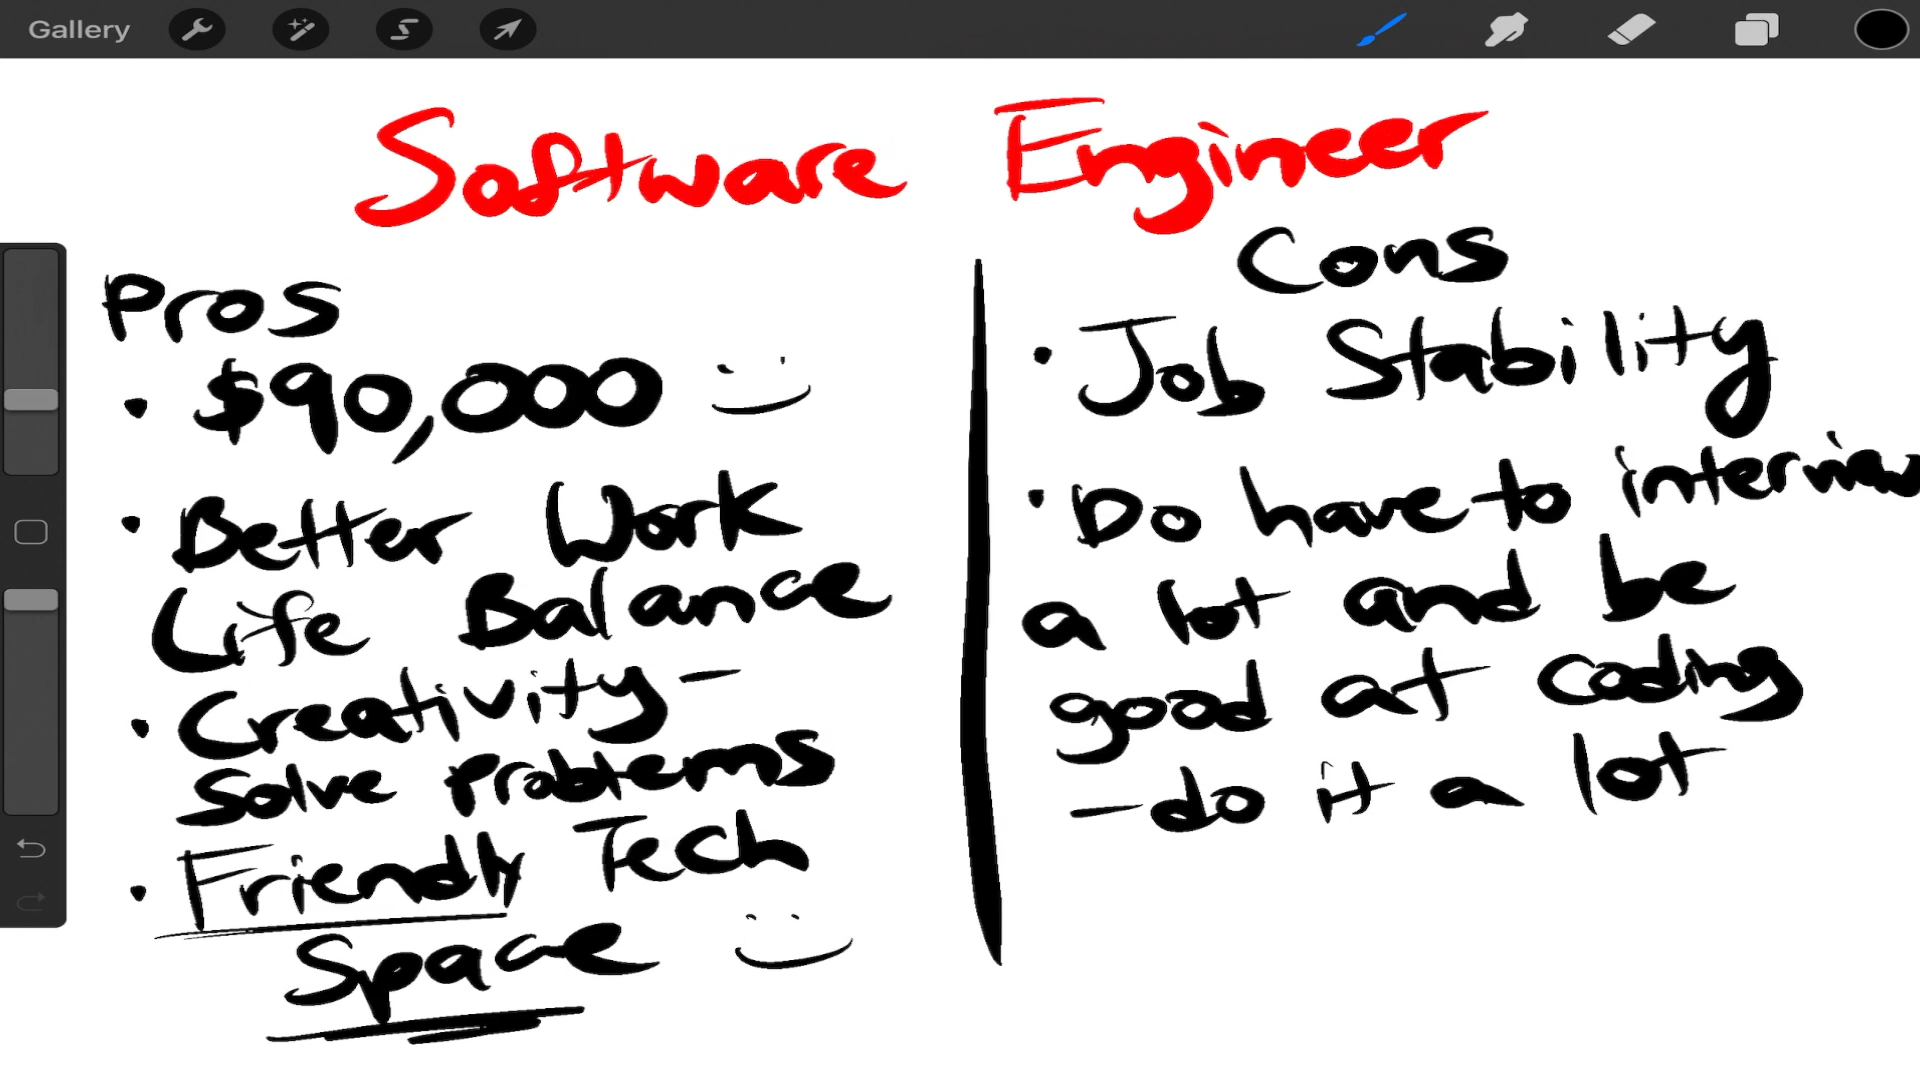 Gallery
Software Engineer
Pros
• $90,000
• Better Work
Life Balance
• Creativity -
Solve Problems
• Friendly Tech
Space
Cons
• Job Stability
• Do have to interview
a lot and be
good at coding
- do it a lot